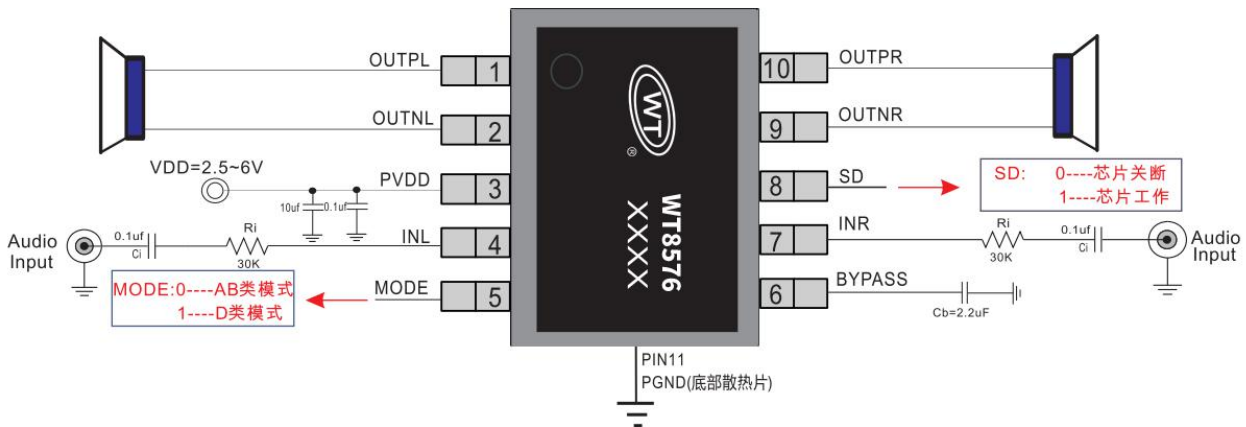 OUTPL
1
10
OUTPR
OUTNL
2
9
OUTNR
VDD=2.5~6V
PVDD
3
8
SD
SD: 0----芯片关断
1----芯片工作
10uf
0.1uf
WT
®
WT8576
XXXX
Audio
Input
0.1uf
Ci
Ri
30K
INL
4
7
INR
Ri
30K
0.1uf
Ci
Audio
Input
MODE:0----AB类模式
1----D类模式
MODE
5
6
BYPASS
Cb=2.2uF
PIN11
PGND(底部散热片)